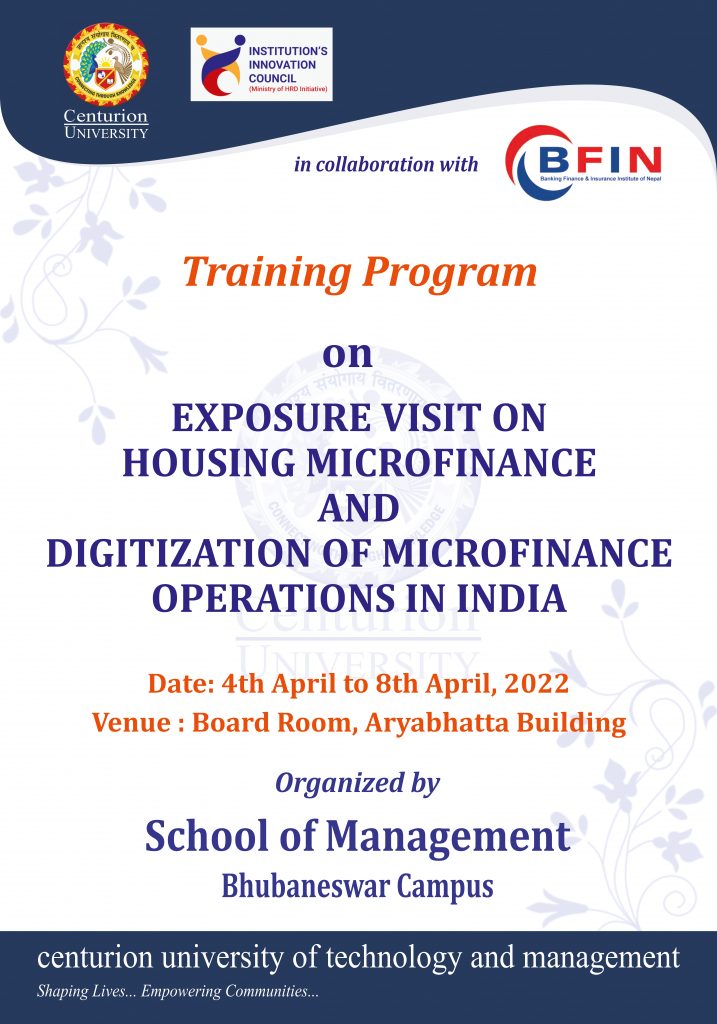 Centurion
UNIVERSITY
INSTITUTION'S
INNOVATION
COUNCIL
(Ministry of HRD Initiative)
in collaboration with
BFIN
Banking Finance & Insurance Institute of Nepal
Training Program
on
EXPOSURE VISIT ON
HOUSING MICROFINANCE
AND
DIGITIZATION OF MICROFINANCE
OPERATIONS IN INDIA
Centurion
UNIVERSITY
Date: 4th April to 8th April, 2022
Venue : Board Room, Aryabhatta Building
Organized by
School of Management
Bhubaneswar Campus
centurion university of technology and management
Shaping Lives... Empowering Communities...